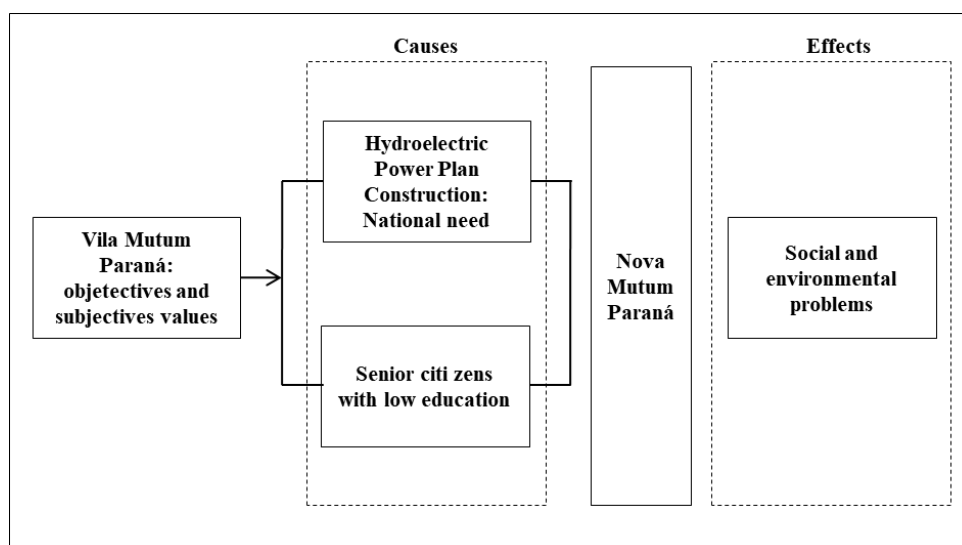 Causes
Effects
Hydroelectric
Power Plan
Construction:
National need
Vila Mutum
Paraná:
objetectives and
subjectives values
Senior citi zens
with low education
Nova
Mutum
Paraná
Social and
environmental
problems